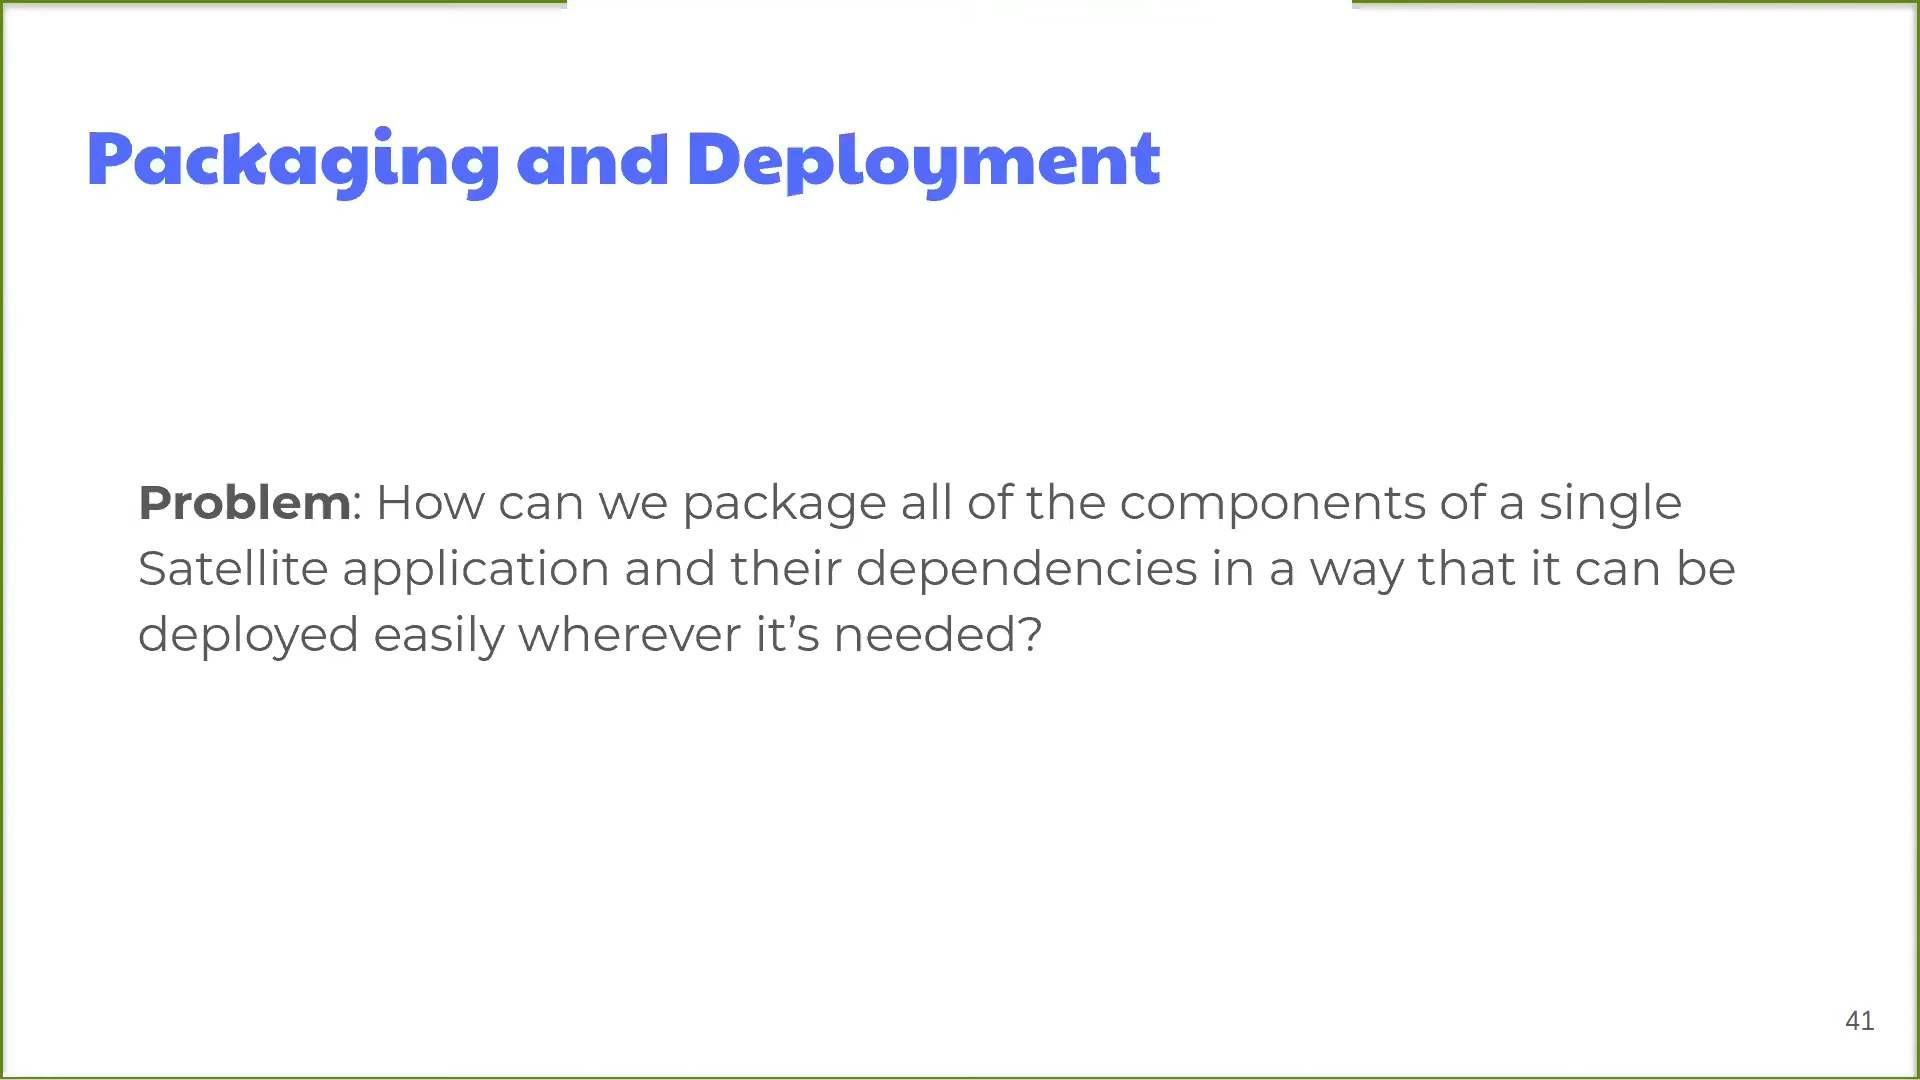 Packaging and Deployment
Problem: How can we package all of the components of a single
Satellite application and their dependencies in a way that it can be
deployed easily wherever it’s needed?
41